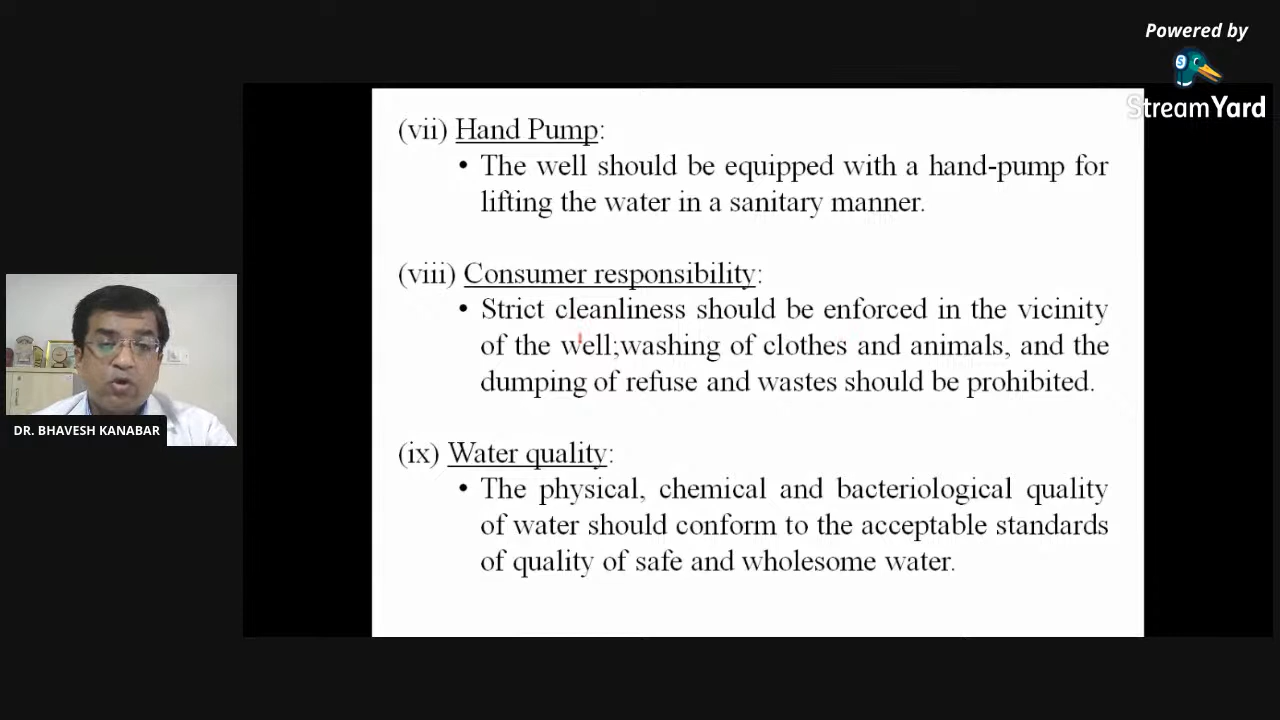 Powered by
StreamYard
(vii) Hand Pump:
• The well should be equipped with a hand-pump for
lifting the water in a sanitary manner.
(viii) Consumer responsibility:
• Strict cleanliness should be enforced in the vicinity
of the well;washing of clothes and animals, and the
dumping of refuse and wastes should be prohibited.
(ix) Water quality:
• The physical, chemical and bacteriological quality
of water should conform to the acceptable standards
of quality of safe and wholesome water.
DR. BHAVESH KANABAR